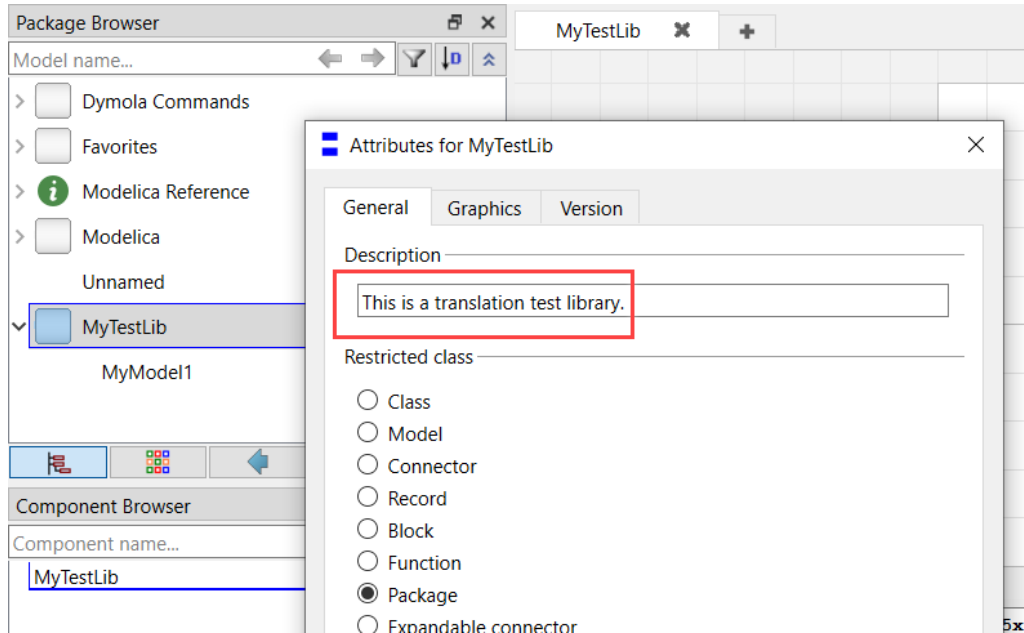 Package Browser
MyTestLib
Model name...
D
Dymola Commands
Favorites
Modelica Reference
Modelica
Unnamed
MyTestLib
MyModel1
Component Browser
Component name...
MyTestLib
Attributes for MyTestLib
General Graphics Version
Description
This is a translation test library.
Restricted class
Class
Model
Connector
Record
Block
Function
Package
Expandable connector
5x